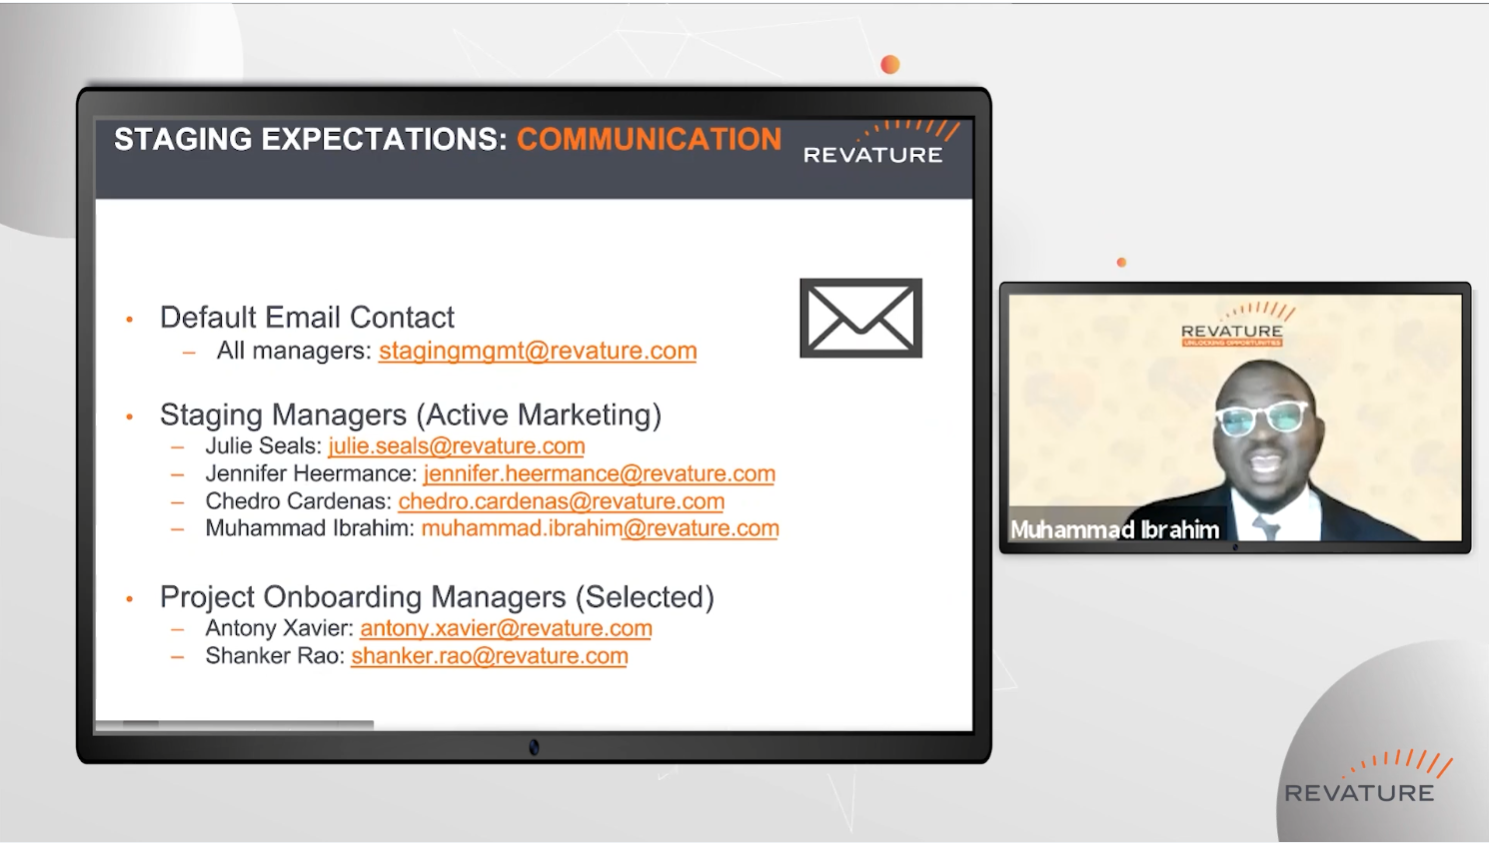 STAGING EXPECTATIONS: COMMUNICATION
REVATURE
• Default Email Contact
– All managers: stagingmgmt@revature.com
• Staging Managers (Active Marketing)
– Julie Seals: julie.seals@revature.com
– Jennifer Heermance: jennifer.heermance@revature.com
– Chedro Cardenas: chedro.cardenas@revature.com
– Muhammad Ibrahim: muhammad.ibrahim@revature.com
• Project Onboarding Managers (Selected)
– Antony Xavier: antony.xavier@revature.com
– Shanker Rao: shanker.rao@revature.com
REVATURE
UNLOCKING OPPORTUNITIES
Muhammad Ibrahim
REVATURE